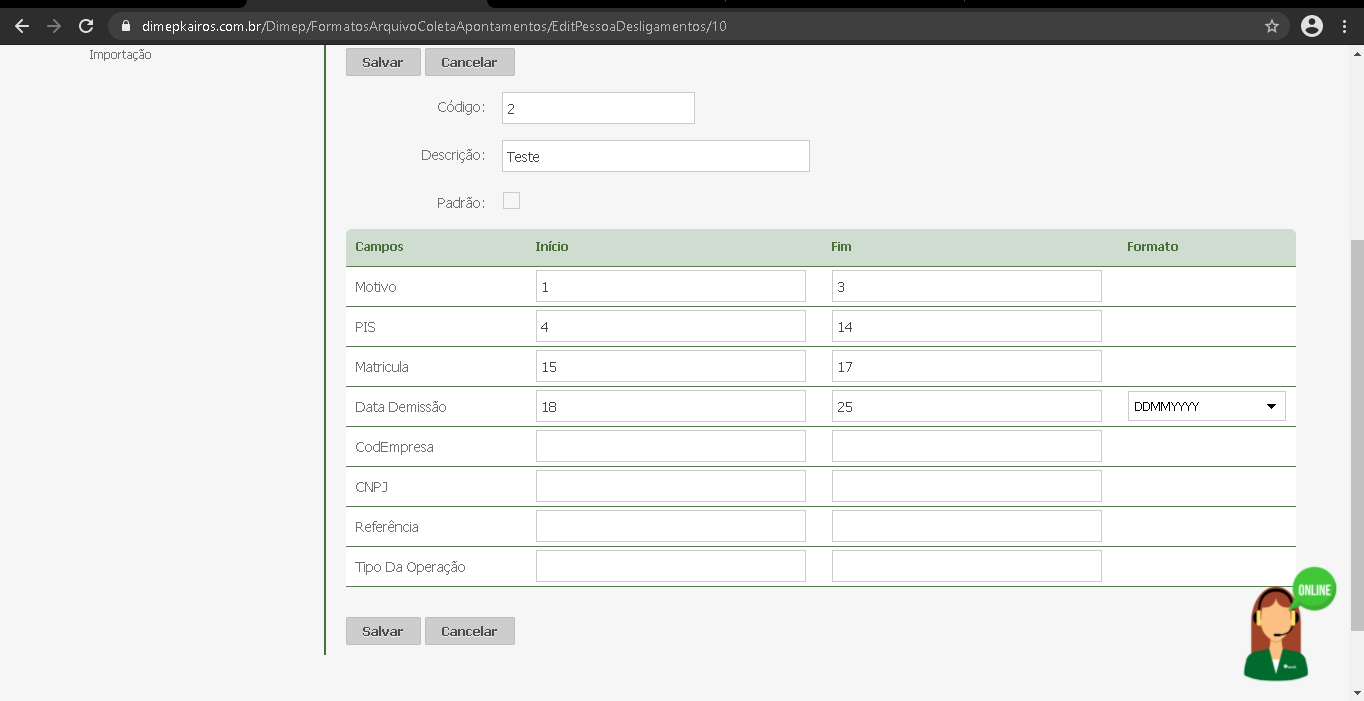 dimepkairos.com.br/Dimep/FormatosArquivoColetaApontamentos/EditPessoaDesligamentos/10
Importação
Salvar Cancelar
Código: 2
Descrição: Teste
Padrão:
Campos Início Fim Formato
Motivo 1 3
PIS 4 14
Matricula 15 17
Data Demissão 18 25 DDMMYYYY
CodEmpresa
CNPJ
Referência
Tipo Da Operação
ONLINE
Salvar Cancelar